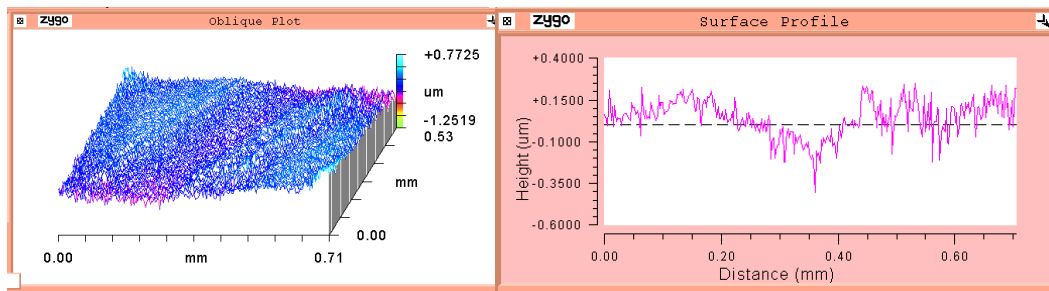 zygo Oblique Plot
+0.7725
um
-1.2519
0.53
mm
0.00
0.00 mm 0.71
zygo Surface Profile
+0.4000
+0.1500
-0.1000
-0.3500
-0.6000
Height (um)
0.00 0.20 0.40 0.60
Distance (mm)